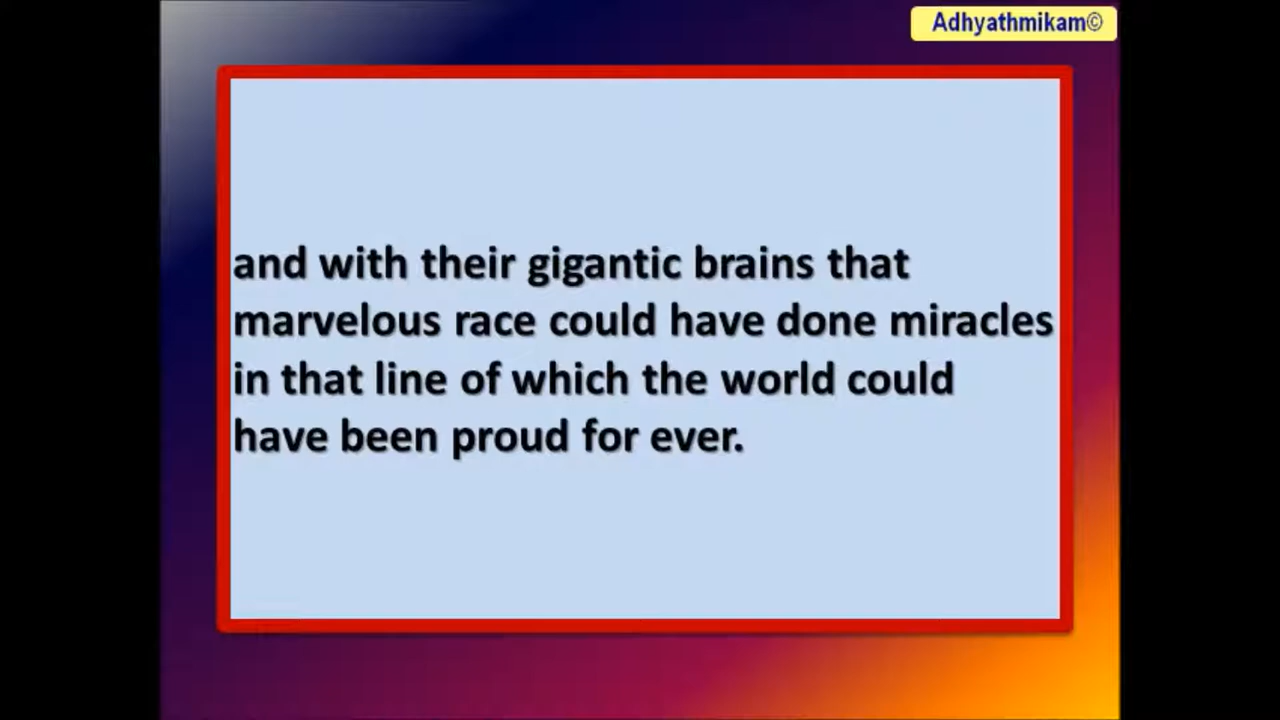 Adhyathmikam©
and with their gigantic brains that
marvelous race could have done miracles
in that line of which the world could
have been proud for ever.